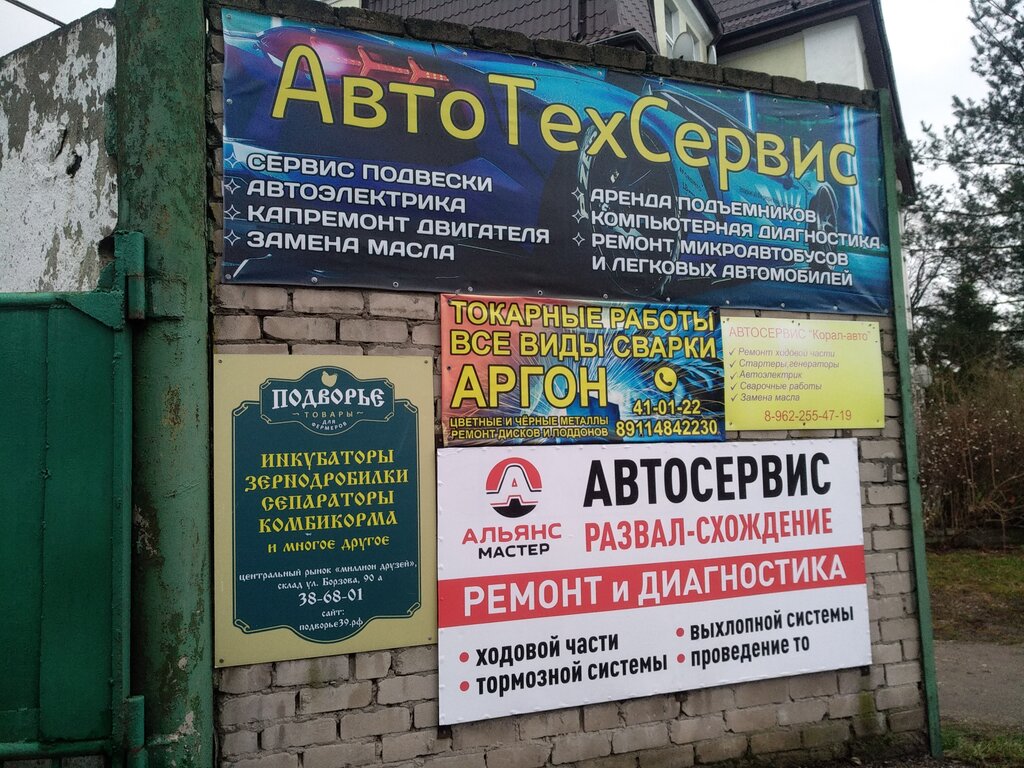 АвтоТехСервис
СЕРВИС ПОДВЕСКИ
АВТОЭЛЕКТРИКА
КАПРЕМОНТ ДВИГАТЕЛЯ
ЗАМЕНА МАСЛА
АРЕНДА ПОДЪЕМНИКОВ
КОМПЬЮТЕРНАЯ ДИАГНОСТИКА
РЕМОНТ МИКРОАВТОБУСОВ
И ЛЕГКОВЫХ АВТОМОБИЛЕЙ
ТОКАРНЫЕ РАБОТЫ
ВСЕ ВИДЫ СВАРКИ
АРГОН
41-01-22
ЦВЕТНЫЕ И ЧЁРНЫЕ МЕТАЛЛЫ
РЕМОНТ ДИСКОВ И ПОДДОНОВ
89114842230
АВТОСЕРВИС "Корал-авто"
✓ Ремонт ходовой части
✓ Стартеры,генераторы
✓ Автоэлектрик
✓ Сварочные работы
✓ Замена масла
8-962-255-47-19
ПОДВОРЬЕ
ТОВАРЫ
ДЛЯ
ФЕРМЕРОВ
ИНКУБАТОРЫ
ЗЕРНОДРОБИЛКИ
СЕПАРАТОРЫ
КОМБИКОРМА
и многое другое
центральный рынок «миллион друзей»,
склад ул. Борзова, 90 а
38-68-01
сайт:
подворье39.рф
АЛЬЯНС
МАСТЕР
АВТОСЕРВИС
РАЗВАЛ-СХОЖДЕНИЕ
РЕМОНТ и ДИАГНОСТИКА
• ходовой части
• тормозной системы
• выхлопной системы
• проведение то